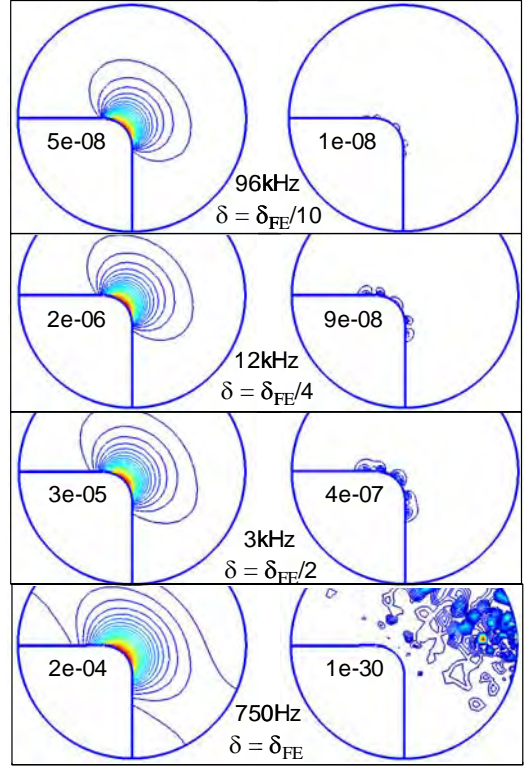 5e-08
1e-08
96kHz
δ = δFE/10
2e-06
9e-08
12kHz
δ = δFE/4
3e-05
4e-07
3kHz
δ = δFE/2
2e-04
1e-30
750Hz
δ = δFE